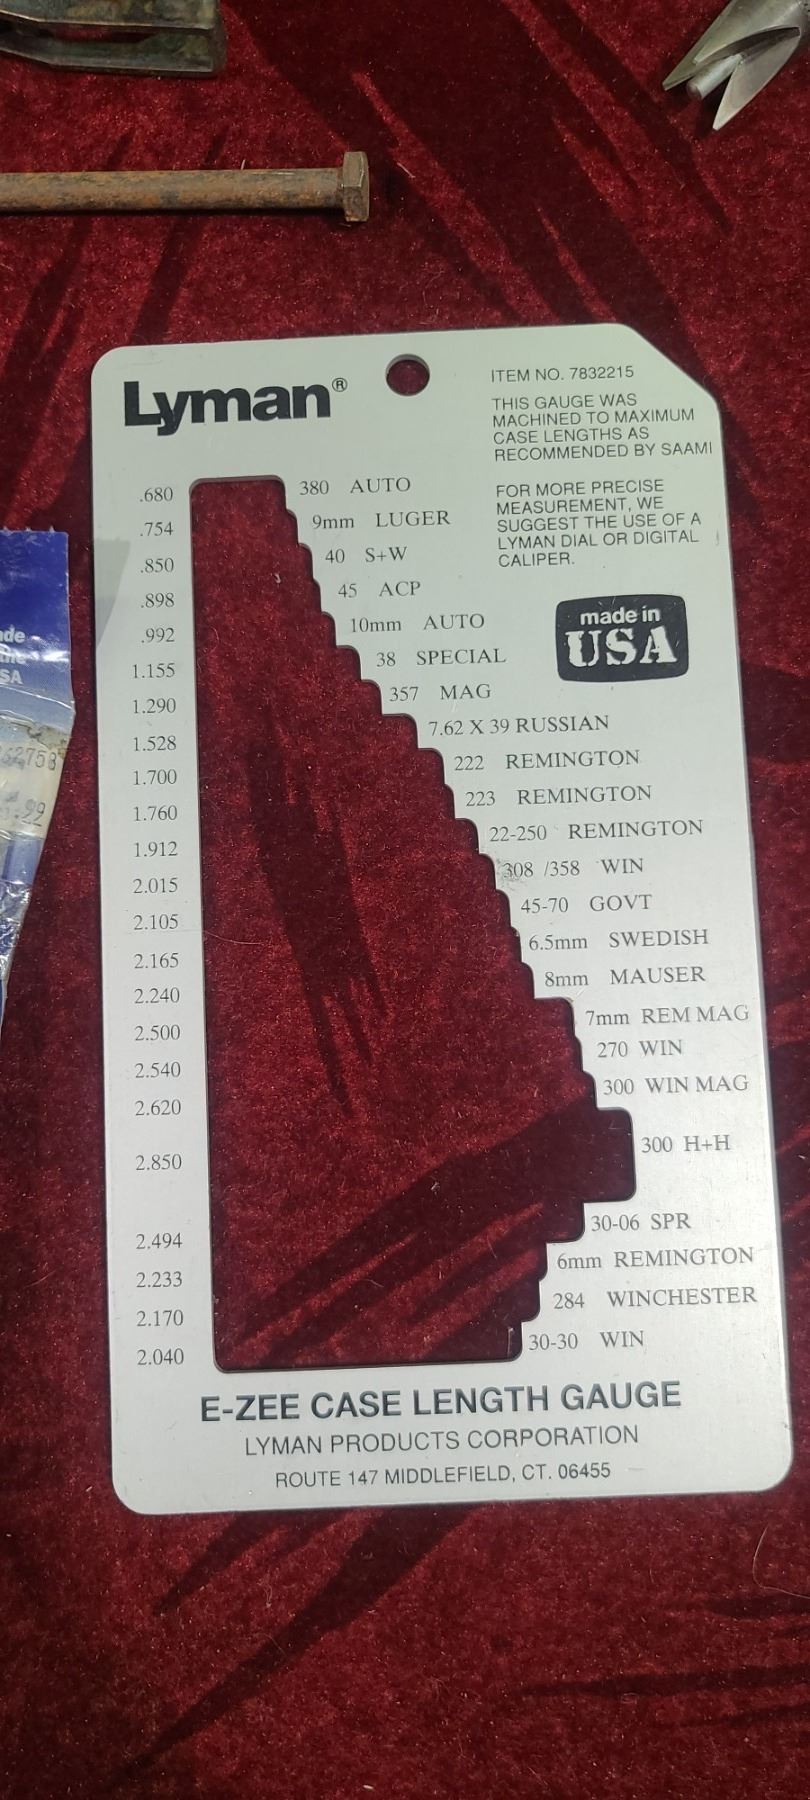 Lyman®
ITEM NO. 7832215
THIS GAUGE WAS
MACHINED TO MAXIMUM
CASE LENGTHS AS
RECOMMENDED BY SAAMI
FOR MORE PRECISE
MEASUREMENT, WE
SUGGEST THE USE OF A
LYMAN DIAL OR DIGITAL
CALIPER.
made in
USA
.680 380 AUTO
.754 9mm LUGER
.850 40 S+W
.898 45 ACP
.992 10mm AUTO
1.155 38 SPECIAL
1.290 357 MAG
1.528 7.62 X 39 RUSSIAN
1.700 222 REMINGTON
1.760 223 REMINGTON
1.912 22-250 REMINGTON
2.015 308 /358 WIN
2.105 45-70 GOVT
2.165 6.5mm SWEDISH
2.240 8mm MAUSER
2.500 7mm REM MAG
2.540 270 WIN
2.620 300 WIN MAG
2.850 300 H+H
2.494 30-06 SPR
2.233 6mm REMINGTON
2.170 284 WINCHESTER
2.040 30-30 WIN
E-ZEE CASE LENGTH GAUGE
LYMAN PRODUCTS CORPORATION
ROUTE 147 MIDDLEFIELD, CT. 06455
SA